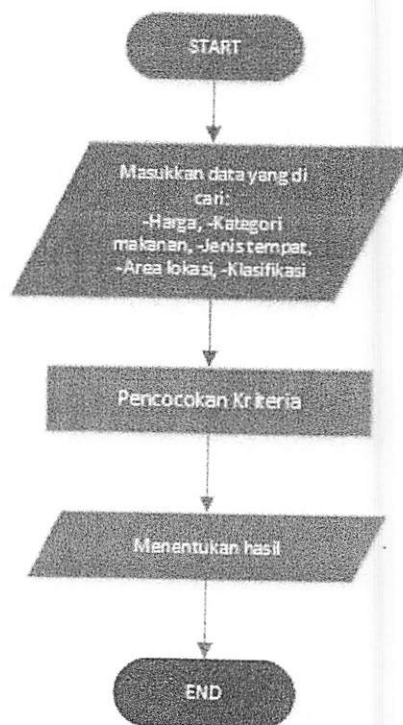 START
Masukkan data yang di
cari:
-Harga, -Kategori
makanan, -Jenis tempat,
-Area lokasi, -Klasifikasi
Pencocokan Kriteria
Menentukan hasil
END